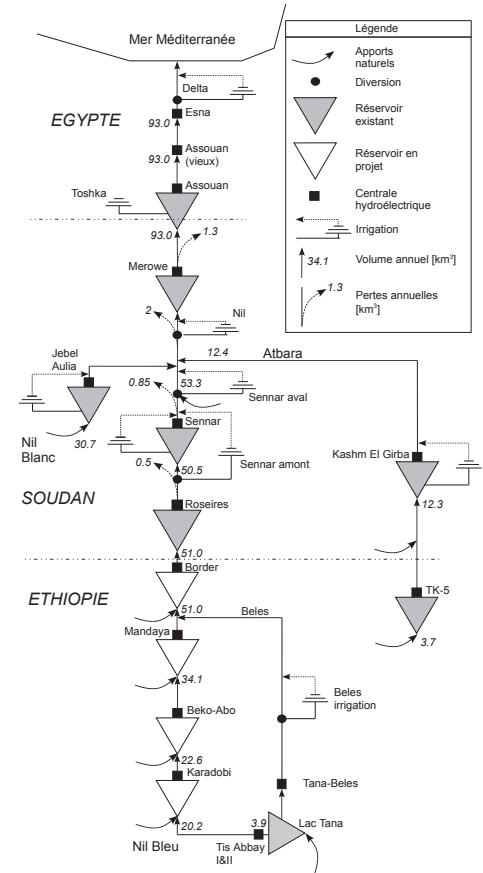 Mer Méditerranée
Delta
EGYPTE
Esna
93.0
Assouan
(vieux)
93.0
Toshka
Assouan
93.0
1.3
Merowe
2
Nil
12.4
Atbara
Jebel
Aulia
0.85
53.3
Sennar aval
Sennar
Nil
Blanc
30.7
Kashm El Girba
0.5
50.5
Sennar amont
SOUDAN
12.3
Roseires
51.0
Border
ETHIOPIE
TK-5
51.0
Beles
Mandaya
3.7
34.1
Beles
irrigation
Beko-Abo
22.6
Karadobi
Tana-Beles
20.2
3.9
Lac Tana
Nil Bleu
Tis Abbay
I&II
Légende
Apports
naturels
Diversion
Réservoir
existant
Réservoir en
projet
Centrale
hydroélectrique
Irrigation
34.1
Volume annuel [km³]
1.3
Pertes annuelles
[km³]